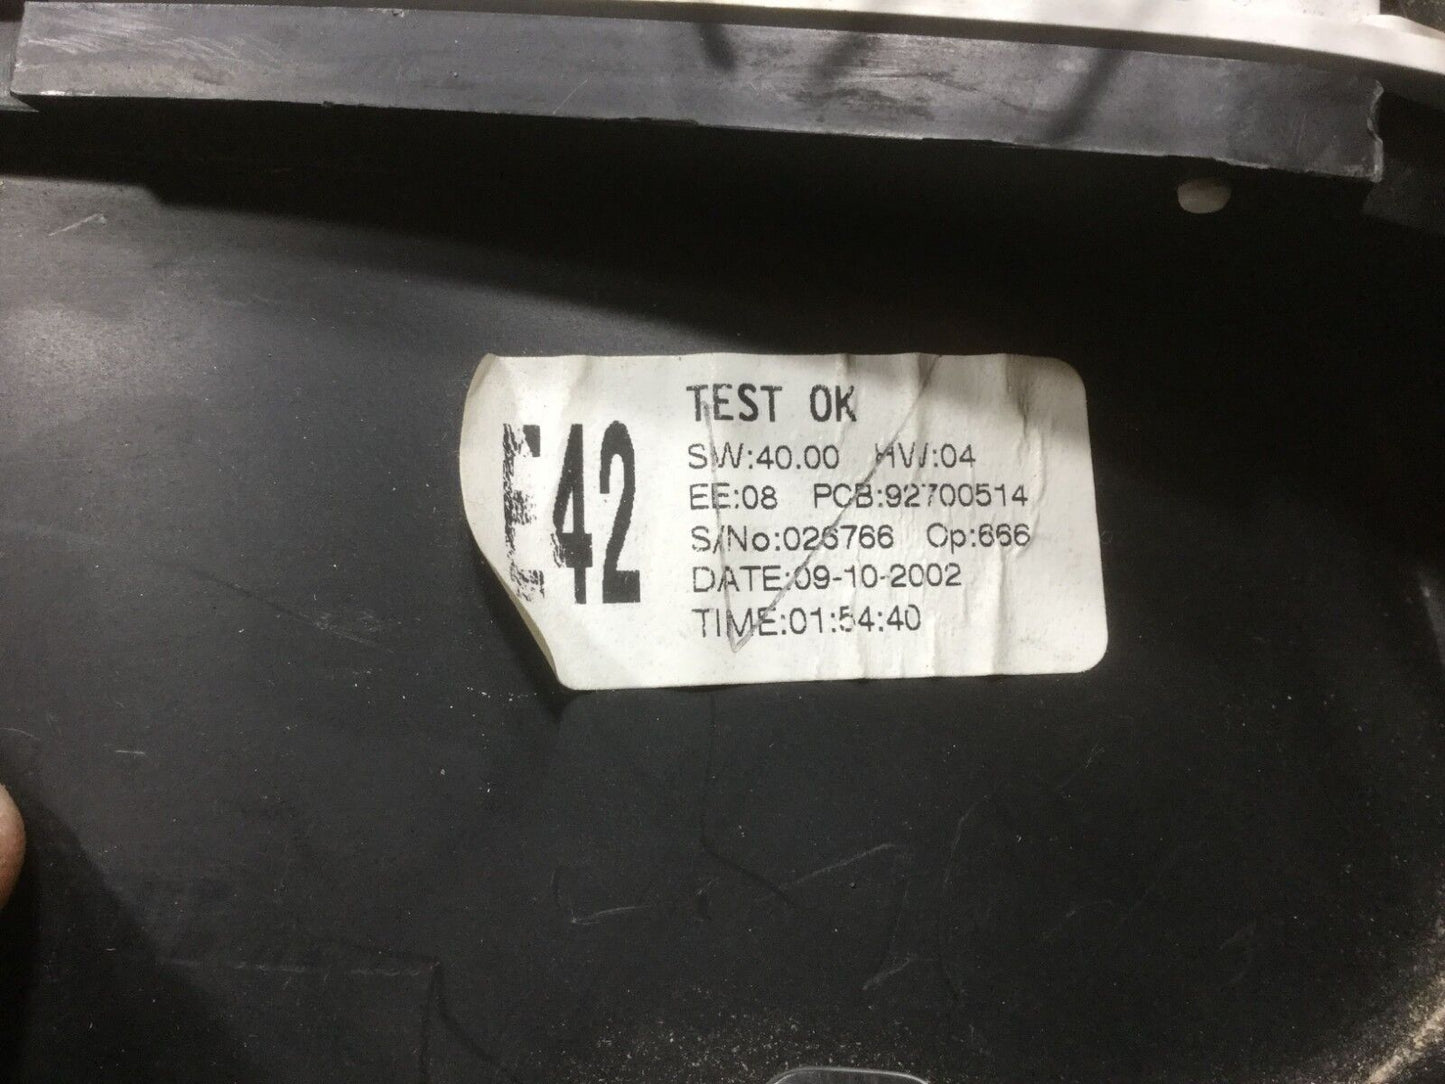 TEST OK
SW:40.00 HW:04
EE:08 PCB:92700514
S/No:026766 Op:666
DATE:09-10-2002
TIME:01:54:40
E42